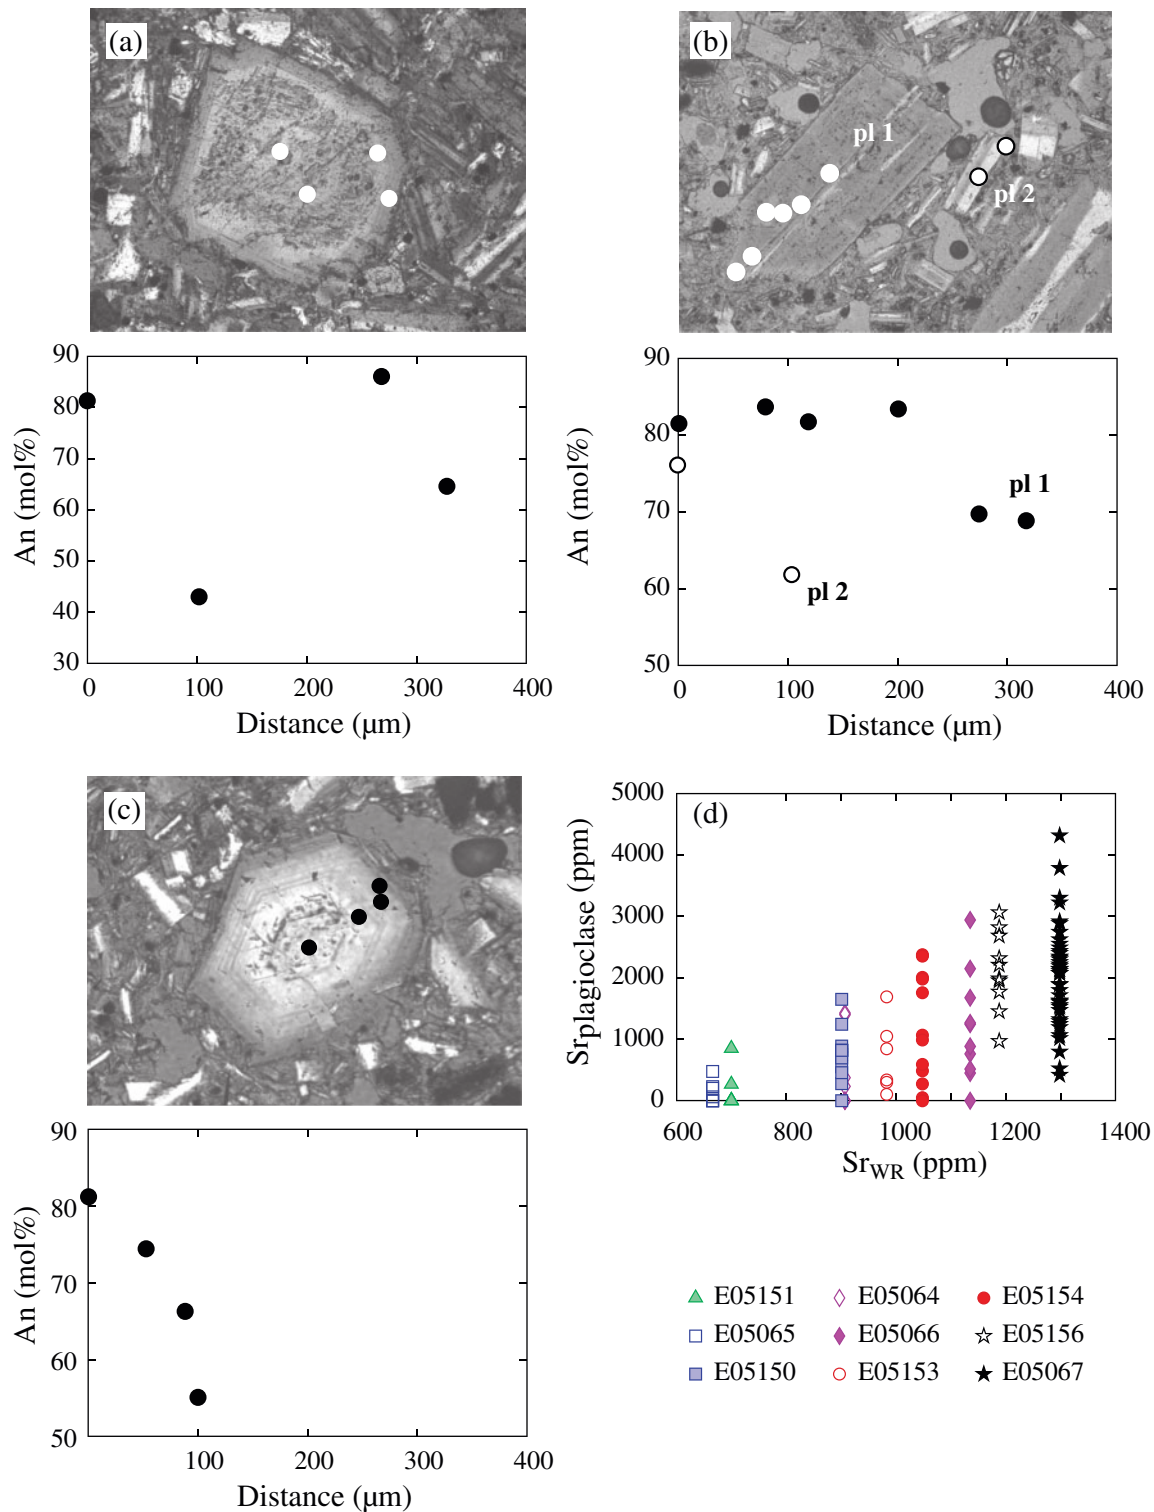 (a)
(b)
pl 1
pl 2
90
80
70
60
50
40
30
An (mol%)
0 100 200 300 400
Distance (µm)
90
80
70
60
50
An (mol%)
pl 1
pl 2
0 100 200 300 400
Distance (µm)
(c)
90
80
70
60
50
An (mol%)
100 200 300 400
Distance (µm)
(d)
5000
4000
3000
2000
1000
0
Srplagioclase (ppm)
600 800 1000 1200 1400
SrWR (ppm)
E05151 E05064 E05154
E05065 E05066 E05156
E05150 E05153 E05067